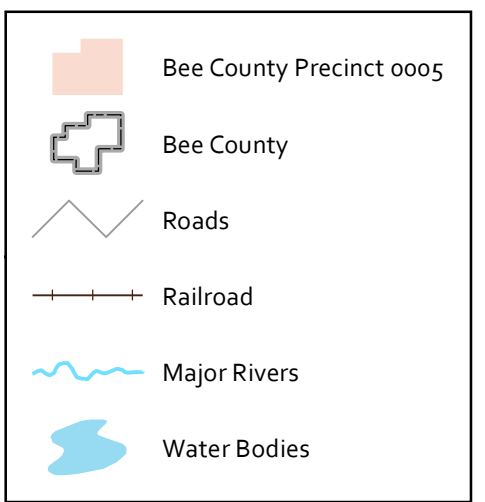 Bee County Precinct 0005
Bee County
Roads
Railroad
Major Rivers
Water Bodies